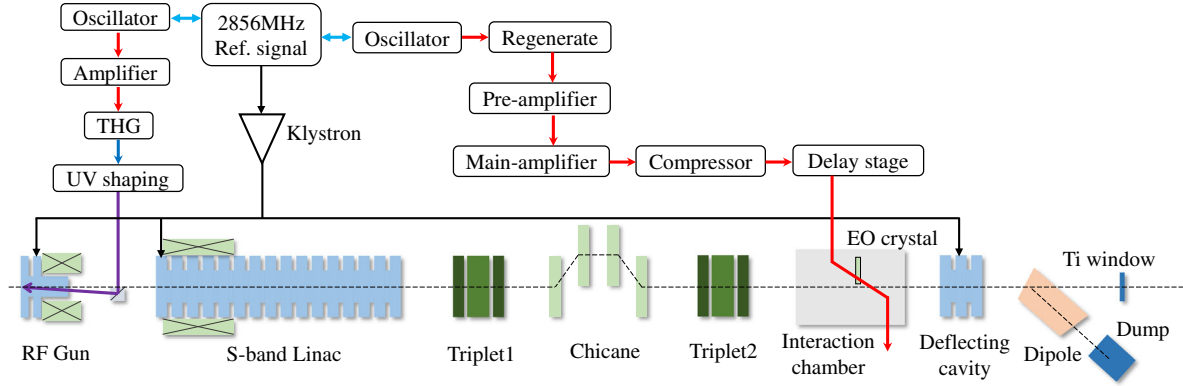 Oscillator
2856MHz
Ref. signal
Oscillator
Regenerate
Amplifier
Pre-amplifier
THG
Klystron
Main-amplifier
Compressor
Delay stage
UV shaping
EO crystal
Ti window
RF Gun
S-band Linac
Triplet1
Chicane
Triplet2
Interaction
chamber
Deflecting
cavity
Dipole
Dump